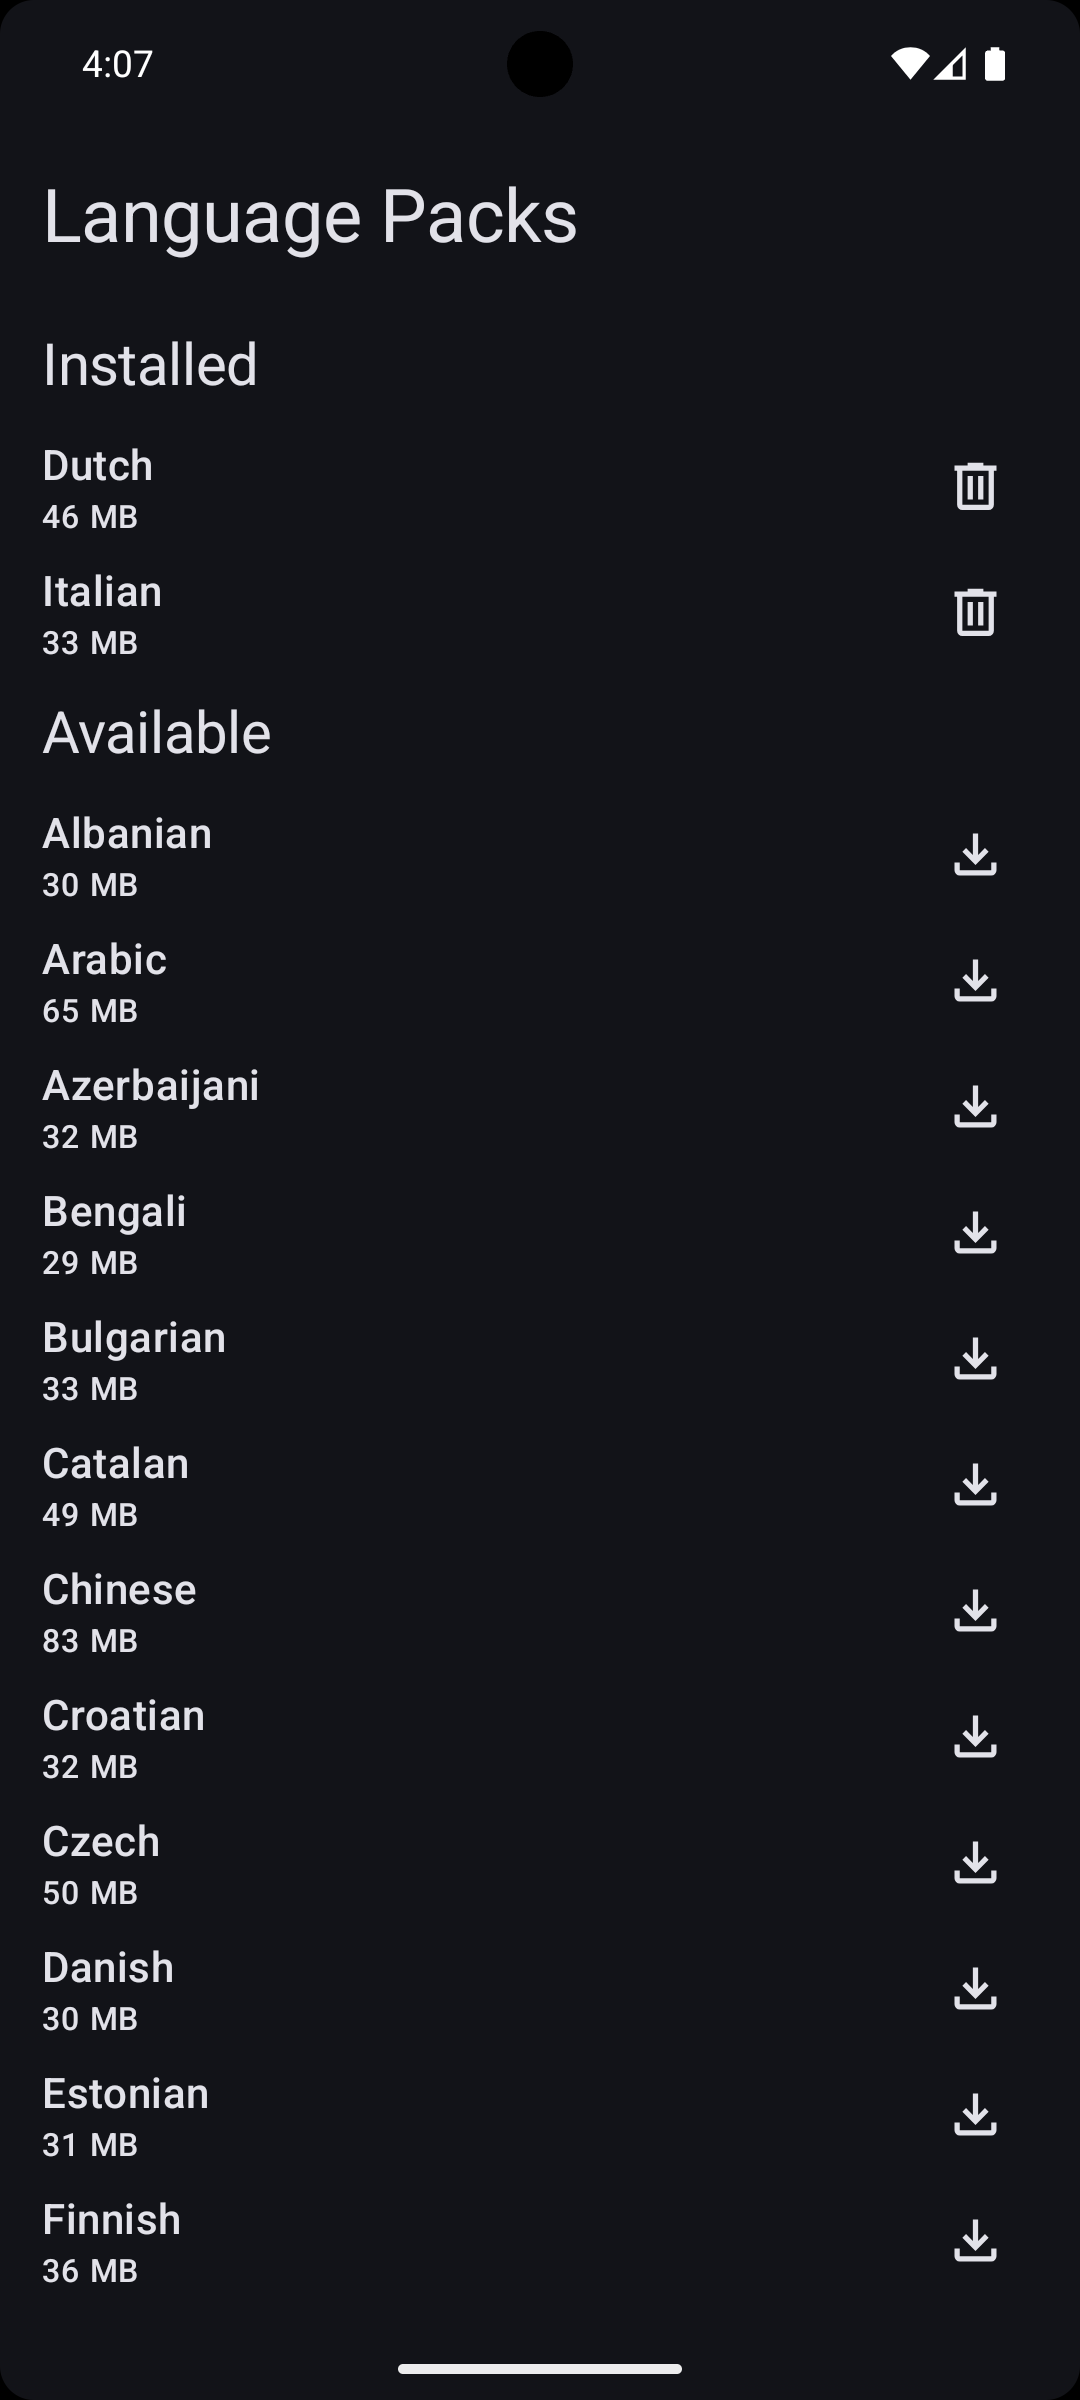 4:07
Language Packs
Installed
Dutch
46 MB
Italian
33 MB
Available
Albanian
30 MB
Arabic
65 MB
Azerbaijani
32 MB
Bengali
29 MB
Bulgarian
33 MB
Catalan
49 MB
Chinese
83 MB
Croatian
32 MB
Czech
50 MB
Danish
30 MB
Estonian
31 MB
Finnish
36 MB